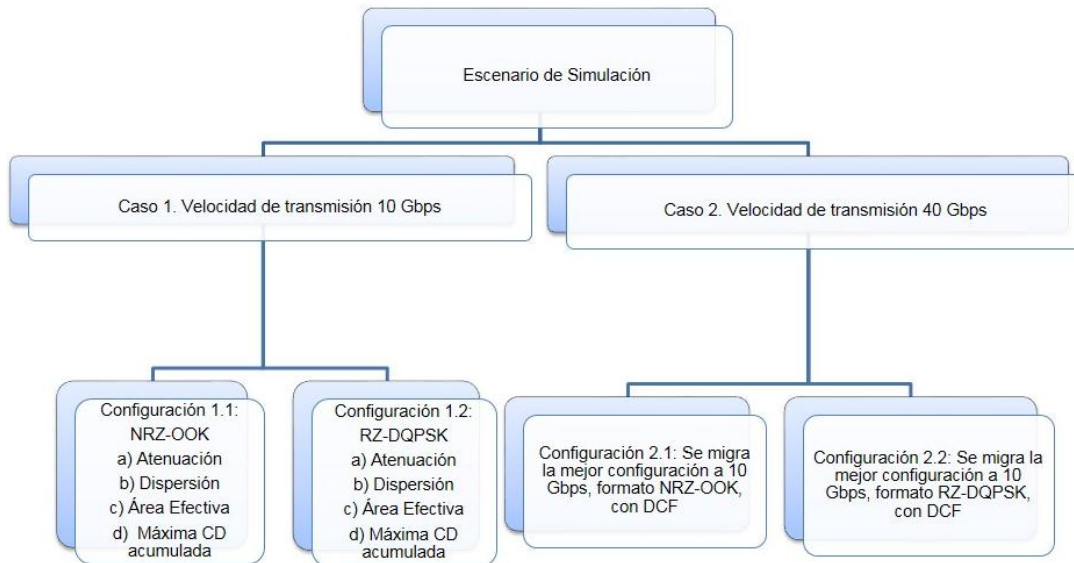 Escenario de Simulación
Caso 1. Velocidad de transmisión 10 Gbps
Caso 2. Velocidad de transmisión 40 Gbps
Configuración 1.1:
NRZ-OOK
a) Atenuación
b) Dispersión
c) Área Efectiva
d) Máxima CD
acumulada
Configuración 1.2:
RZ-DQPSK
a) Atenuación
b) Dispersión
c) Área Efectiva
d) Máxima CD
acumulada
Configuración 2.1: Se migra
la mejor configuración a 10
Gbps, formato NRZ-OOK,
con DCF
Configuración 2.2: Se migra la
mejor configuración a 10
Gbps, formato RZ-DQPSK,
con DCF